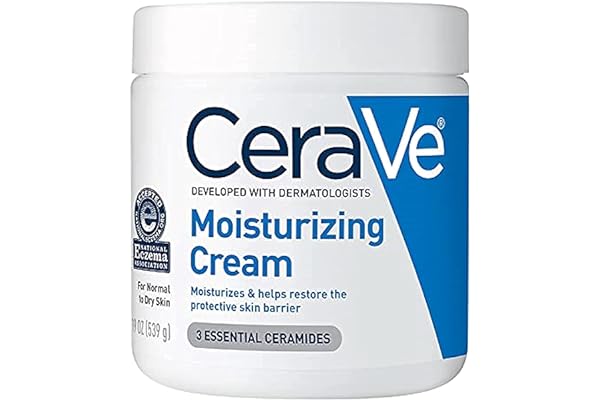 CeraVe®
DEVELOPED WITH DERMATOLOGISTS
Moisturizing
Cream
Moisturizes & helps restore the
protective skin barrier
3 ESSENTIAL CERAMIDES
ACCEPTED
NATIONAL
Eczema
ASSOCIATION
For Normal
to Dry Skin
OZ (539 g)